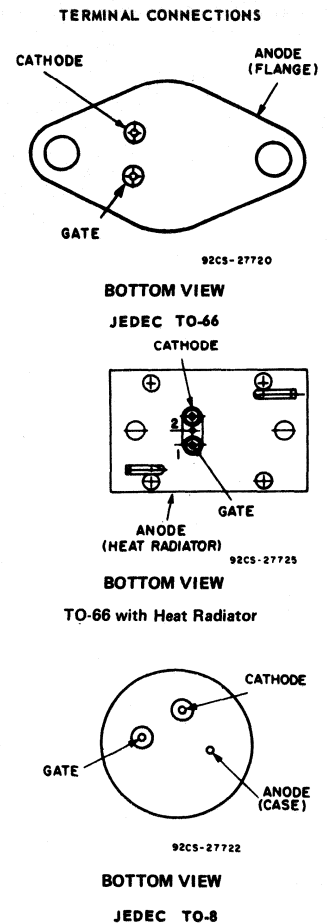 TERMINAL CONNECTIONS
CATHODE
ANODE
(FLANGE)
GATE
92CS-27720
BOTTOM VIEW
JEDEC TO-66
CATHODE
2
1
GATE
ANODE
(HEAT RADIATOR)
92CS-27725
BOTTOM VIEW
TO-66 with Heat Radiator
CATHODE
GATE
ANODE
(CASE)
92CS-27722
BOTTOM VIEW
JEDEC TO-8